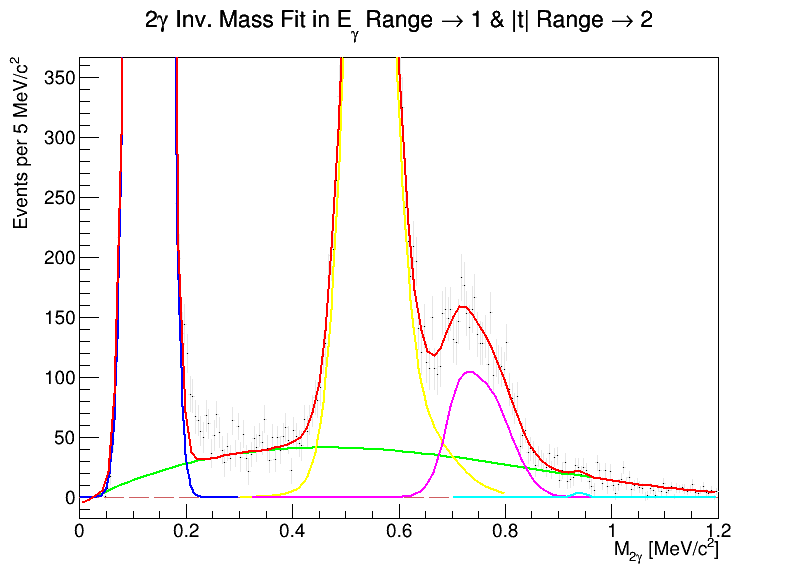 2γ Inv. Mass Fit in Eγ Range → 1 & |t| Range → 2
Events per 5 MeV/c²
350
300
250
200
150
100
50
0
0 0.2 0.4 0.6 0.8 1 1.2
M2γ [MeV/c²]